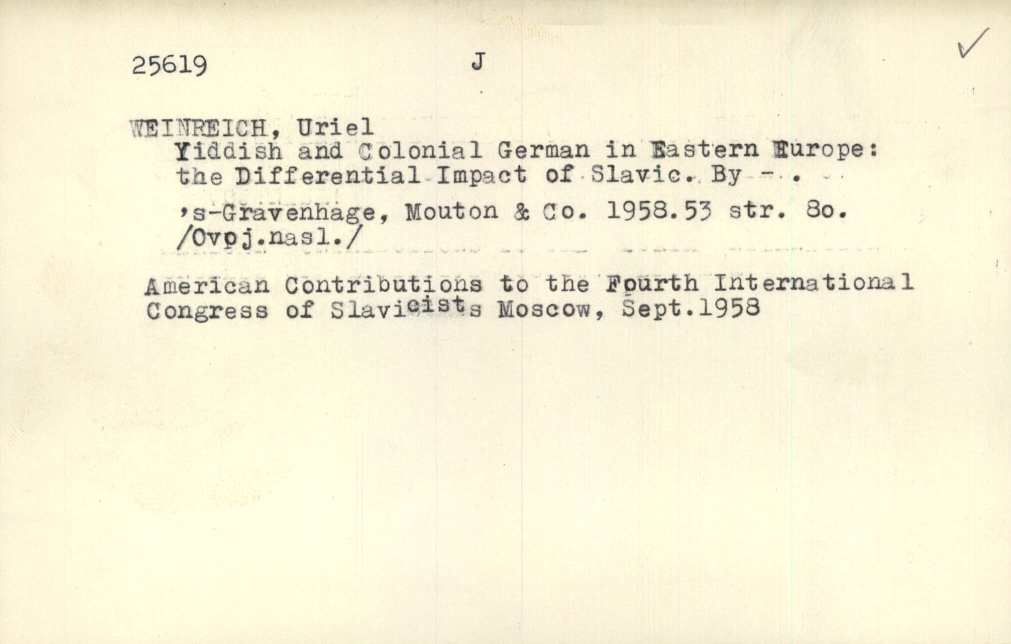 25619 J
WEINREICH, Uriel
Yiddish and Colonial German in Eastern Europe:
the Differential Impact of Slavic. By - .
's-Gravenhage, Mouton & Co. 1958.53 str. 8o.
/Ovoj.nasl./
American Contributions to the Fourth International
Congress of Slavicists Moscow, Sept.1958